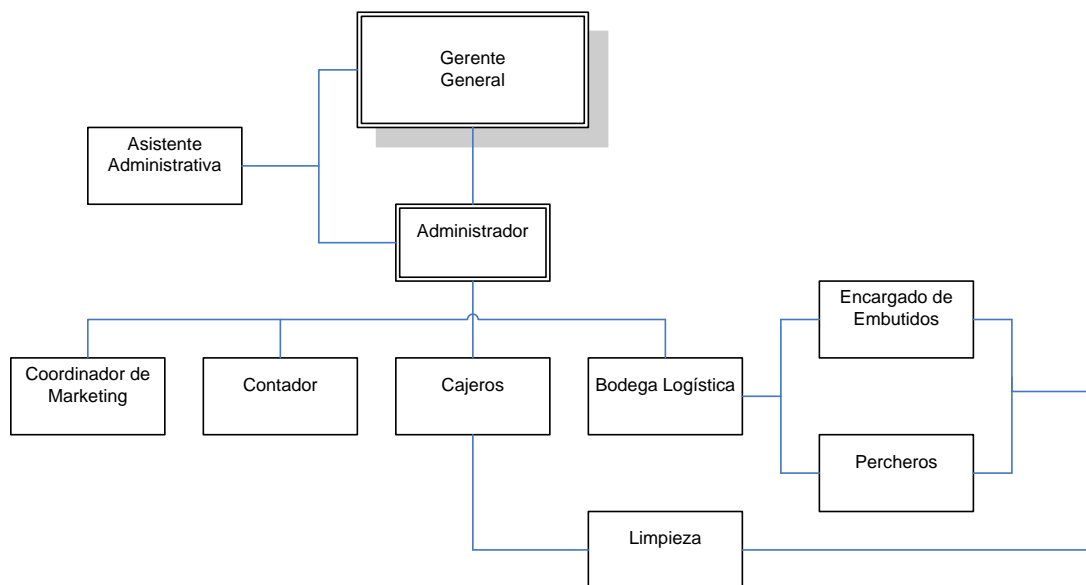 Gerente
General
Asistente
Administrativa
Administrador
Encargado de
Embutidos
Coordinador de
Marketing
Contador
Cajeros
Bodega Logística
Percheros
Limpieza